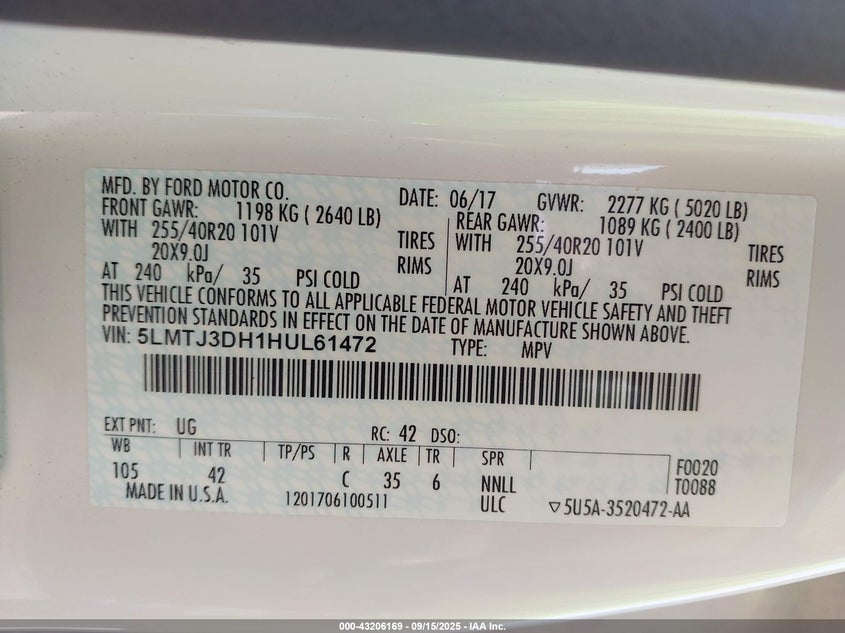 MFD. BY FORD MOTOR CO. DATE: 06/17 GVWR: 2277 KG ( 5020 LB)
FRONT GAWR: 1198 KG ( 2640 LB) REAR GAWR: 1089 KG ( 2400 LB)
WITH 255/40R20 101V TIRES WITH 255/40R20 101V TIRES
20X9.0J RIMS 20X9.0J RIMS
AT 240 kPa/ 35 PSI COLD AT 240 kPa/ 35 PSI COLD
THIS VEHICLE CONFORMS TO ALL APPLICABLE FEDERAL MOTOR VEHICLE SAFETY AND THEFT
PREVENTION STANDARDS IN EFFECT ON THE DATE OF MANUFACTURE SHOWN ABOVE.
VIN: 5LMTJ3DH1HUL61472 TYPE: MPV
EXT PNT: UG RC: 42 DSO:
WB INT TR TP/PS R AXLE TR SPR
105 42 C 35 6 NNLL F0020
MADE IN U.S.A. 1201706100511 ULC T0088
▽5U5A-3520472-AA
000-43206169 - 09/15/2025 - IAA Inc.